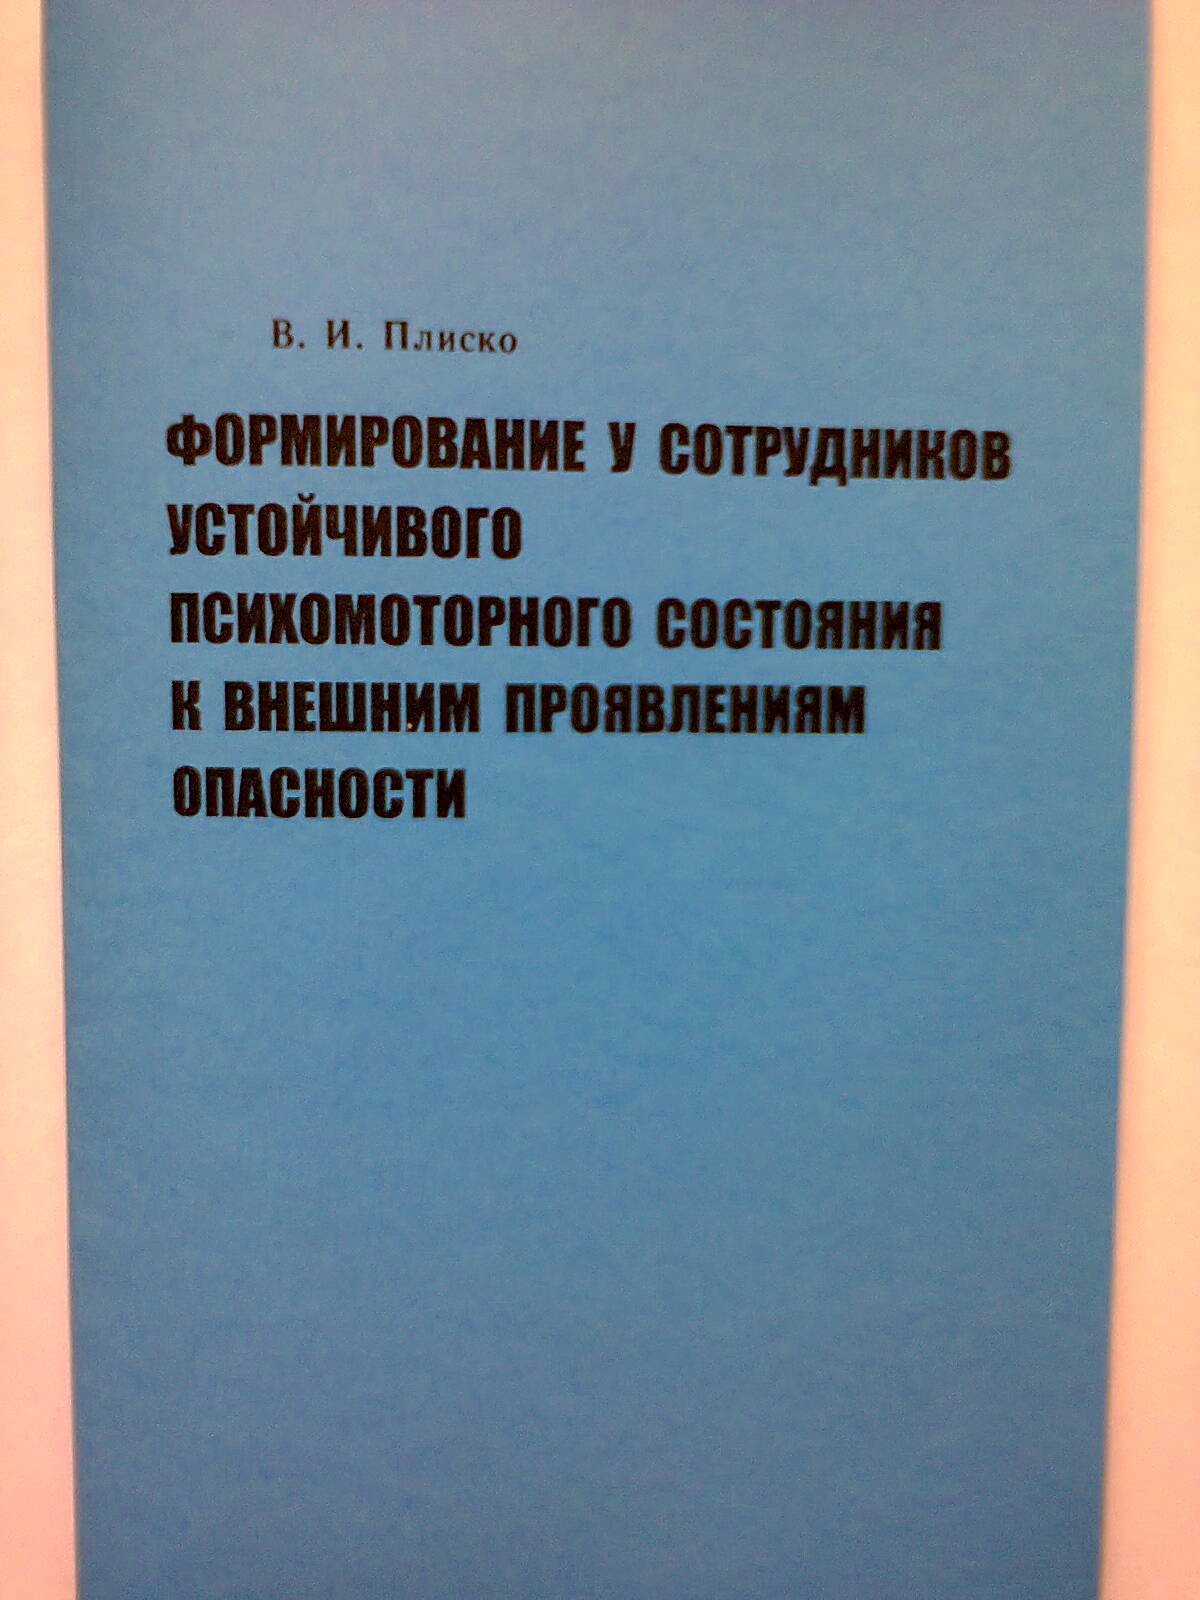 В. И. Плиско
ФОРМИРОВАНИЕ У СОТРУДНИКОВ
УСТОЙЧИВОГО
ПСИХОМОТОРНОГО СОСТОЯНИЯ
К ВНЕШНИМ ПРОЯВЛЕНИЯМ
ОПАСНОСТИ